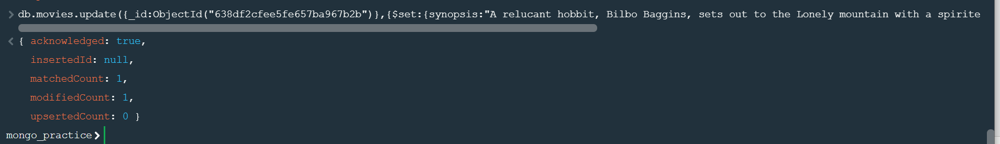 db.movies.update({_id:ObjectId("638df2cfee5fe657ba967b2b")},{$set:{synopsis:"A relucant hobbit, Bilbo Baggins, sets out to the Lonely mountain with a spirite
{ acknowledged: true,
insertedId: null,
matchedCount: 1,
modifiedCount: 1,
upsertedCount: 0 }
mongo_practice>